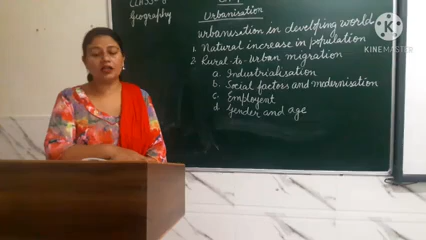 CLASS-8
Geography
Urbanisation
urbanisation in developing world
1. Natural increase in population
2. Rural-to-urban migration
a. Industrialisation
b. Social factors and modernisation
c. Employent
d Gender and age
KINEMASTER